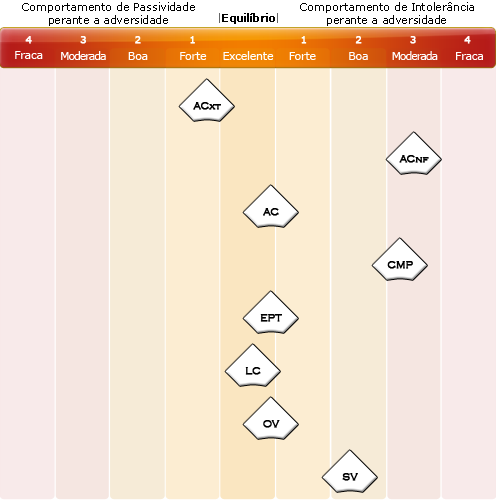 Comportamento de Passividade
perante a adversidade
|Equilíbrio|
Comportamento de Intolerância
perante a adversidade
4 3 2 1 1 2 3 4
Fraca Moderada Boa Forte Excelente Forte Boa Moderada Fraca
ACXT
ACNF
AC
CMP
EPT
LC
OV
SV